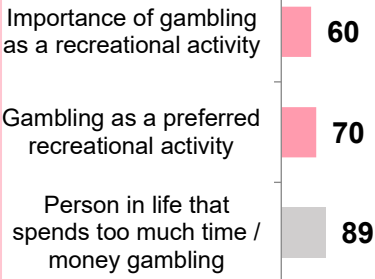 Importance of gambling
as a recreational activity 60
Gambling as a preferred
recreational activity 70
Person in life that
spends too much time /
money gambling 89